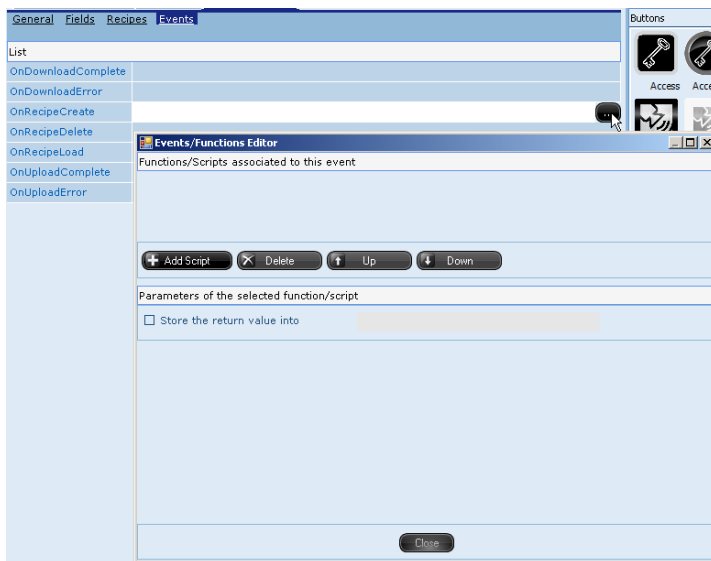 General Fields Recipes Events
Buttons
List
OnDownloadComplete
OnDownloadError
Access
OnRecipeCreate
...
OnRecipeDelete
OnRecipeLoad
OnUploadComplete
OnUploadError
Events/Functions Editor
Functions/Scripts associated to this event
Add Script Delete Up Down
Parameters of the selected function/script
Store the return value into
Close